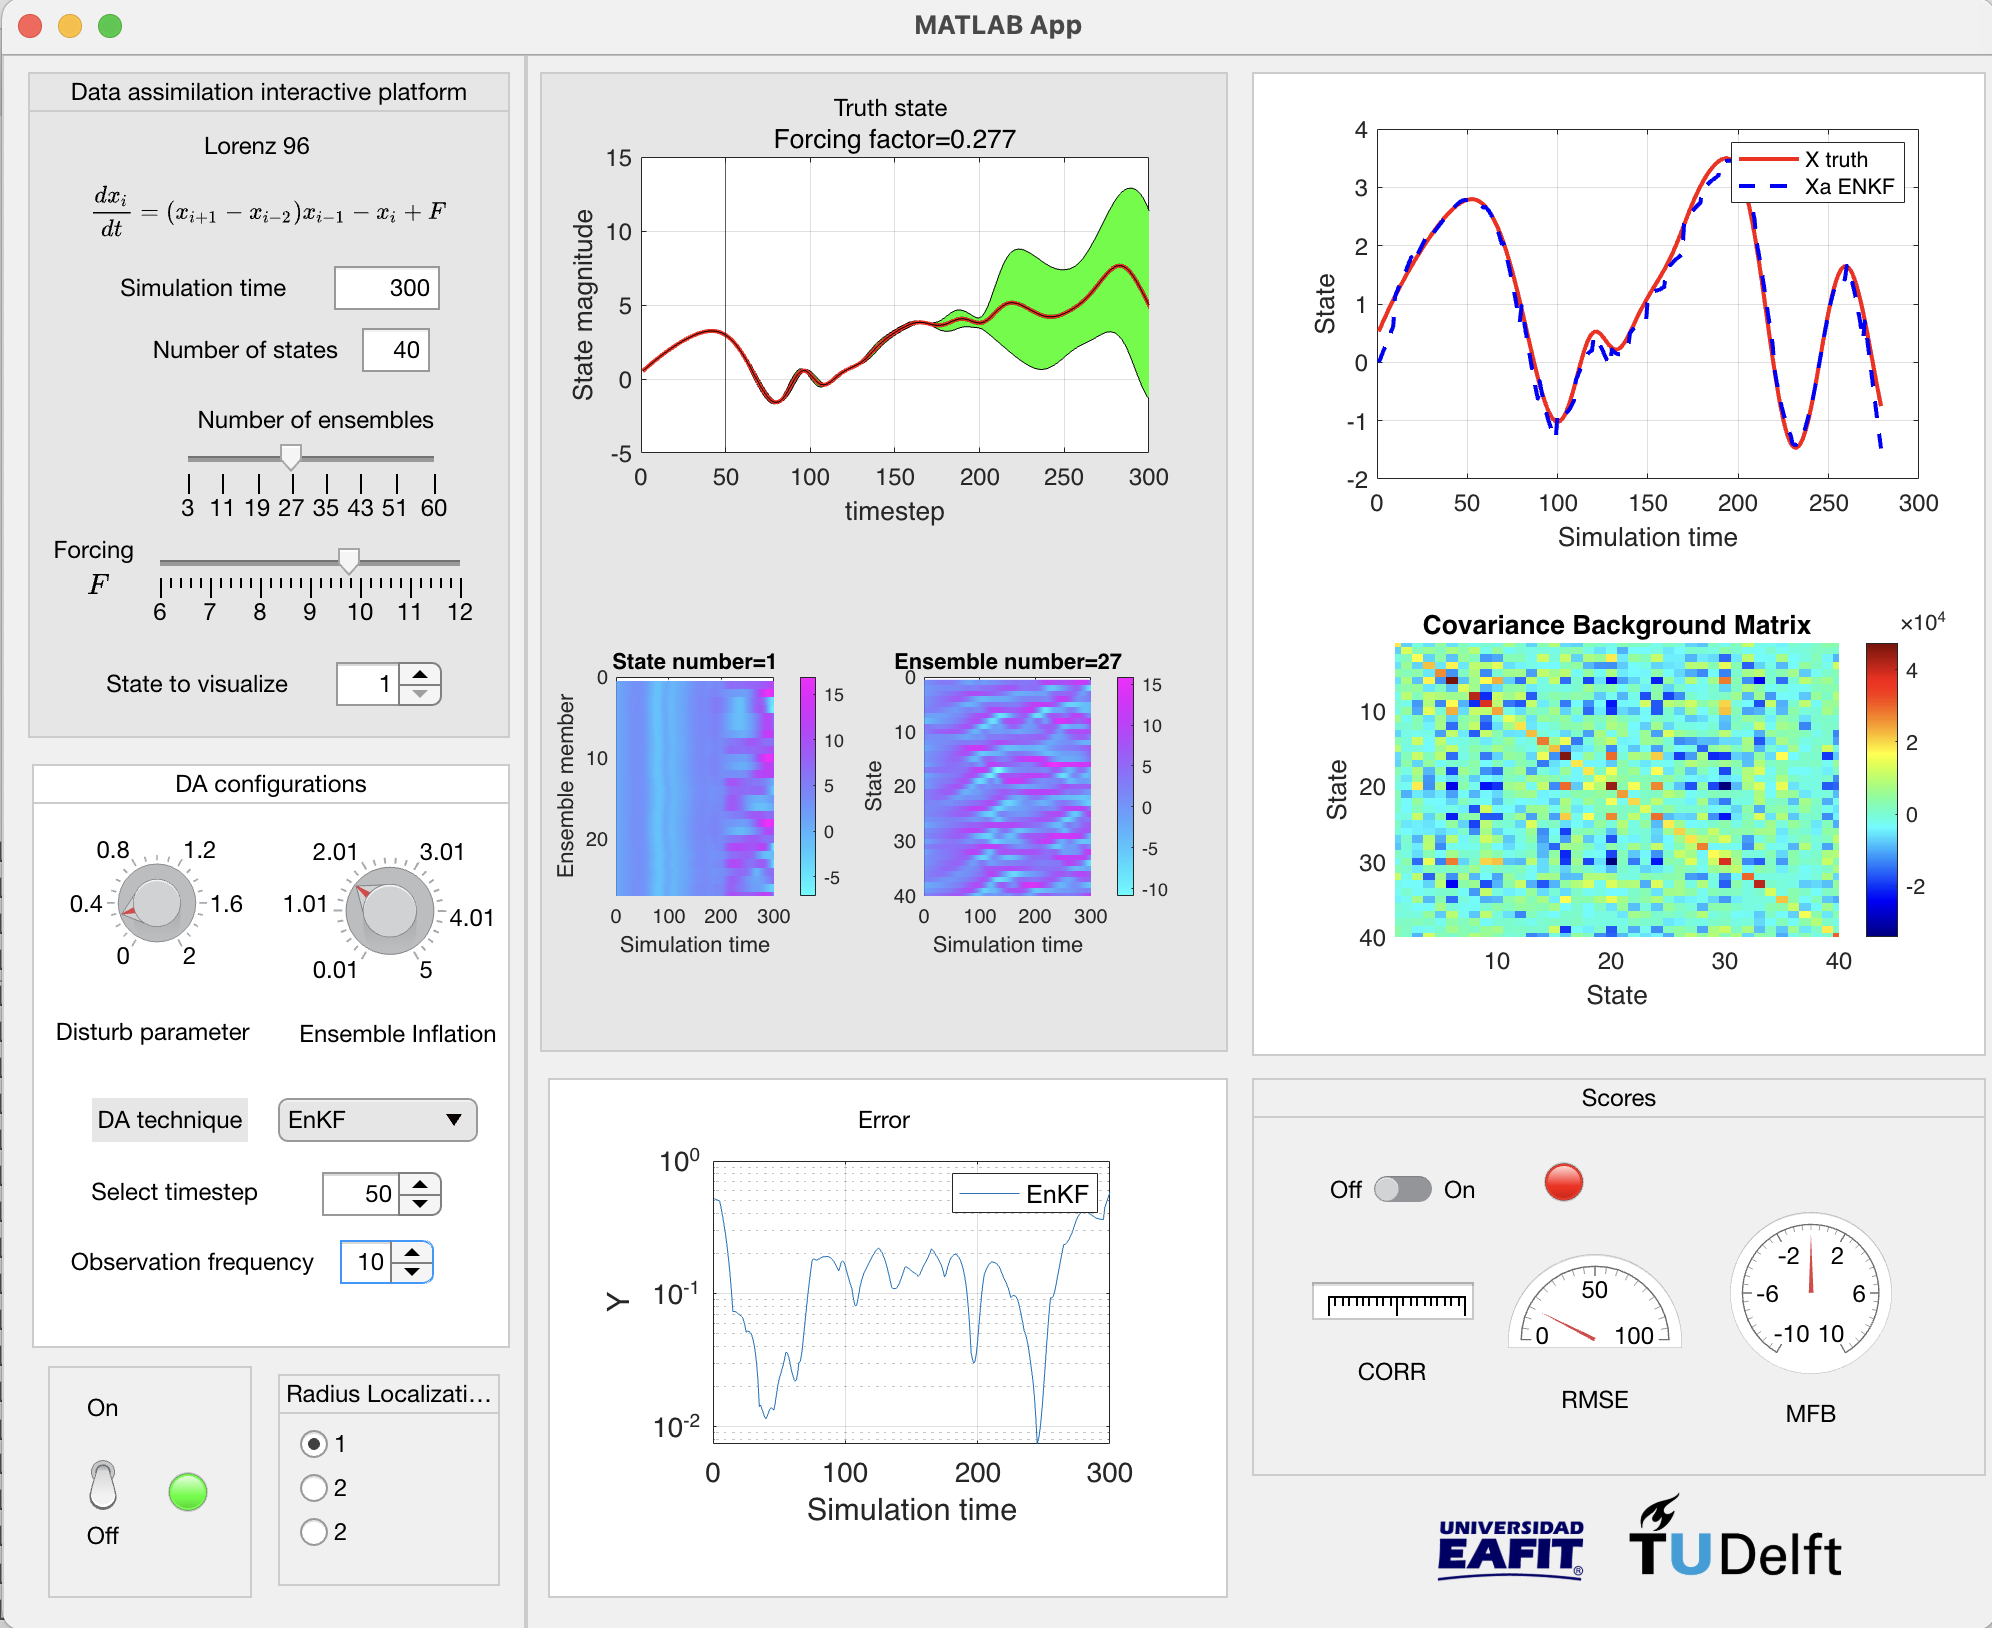 MATLAB App
Data assimilation interactive platform
Lorenz 96
dx_i/dt = (x_{i+1} − x_{i−2})x_{i−1} − x_i + F
Simulation time 300
Number of states 40
Number of ensembles
3 11 19 27 35 43 51 60
Forcing
F
6 7 8 9 10 11 12
State to visualize 1
DA configurations
0 0.4 0.8 1.2 1.6 2
Disturb parameter
0.01 1.01 2.01 3.01 4.01 5
Ensemble Inflation
DA technique EnKF
Select timestep 50
Observation frequency 10
On
Off
Radius Localizati...
1
2
2
Truth state
Forcing factor=0.277
State magnitude
15
10
5
0
-5
0 50 100 150 200 250 300
timestep
State number=1
Ensemble member
0
10
20
0 100 200 300
Simulation time
15
10
5
0
-5
Ensemble number=27
State
0
10
20
30
40
0 100 200 300
Simulation time
15
10
5
0
-5
-10
Error
EnKF
Y
10^0
10^-1
10^-2
0 100 200 300
Simulation time
X truth
Xa ENKF
State
4
3
2
1
0
-1
-2
0 50 100 150 200 250 300
Simulation time
Covariance Background Matrix
×10^4
State
10
20
30
40
10 20 30 40
State
4
2
0
-2
Scores
Off On
CORR
0 50 100
RMSE
-10 -6 -2 2 6 10
MFB
UNIVERSIDAD
EAFIT®
TUDelft